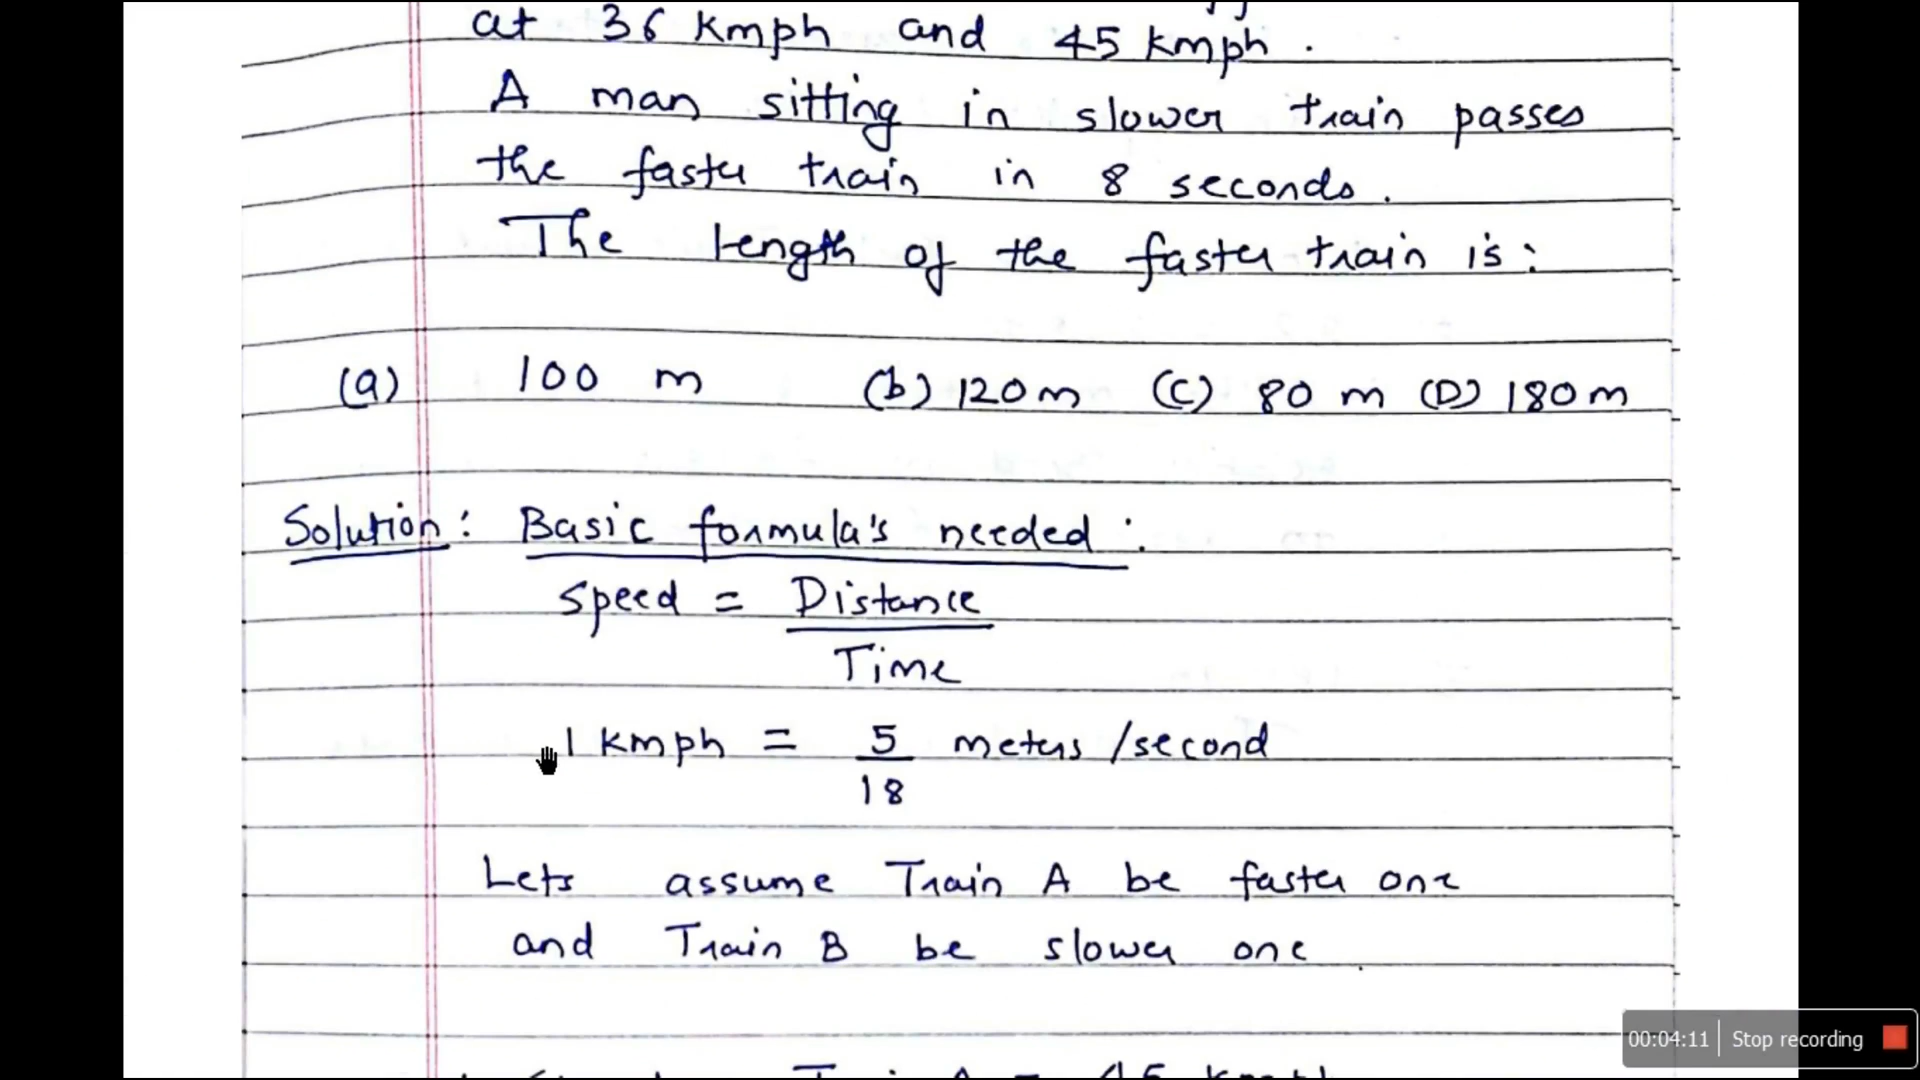 at 36 kmph and 45 kmph.
A man sitting in slower train passes
the faster train in 8 seconds.
The length of the faster train is:
(a) 100 m (b) 120m (C) 80 m (D) 180m
Solution: Basic formula's needed:
Speed = Distance
Time
1 kmph = 5 meters /second
18
Lets assume Train A be faster one
and Train B be slower one
00:04:11 Stop recording